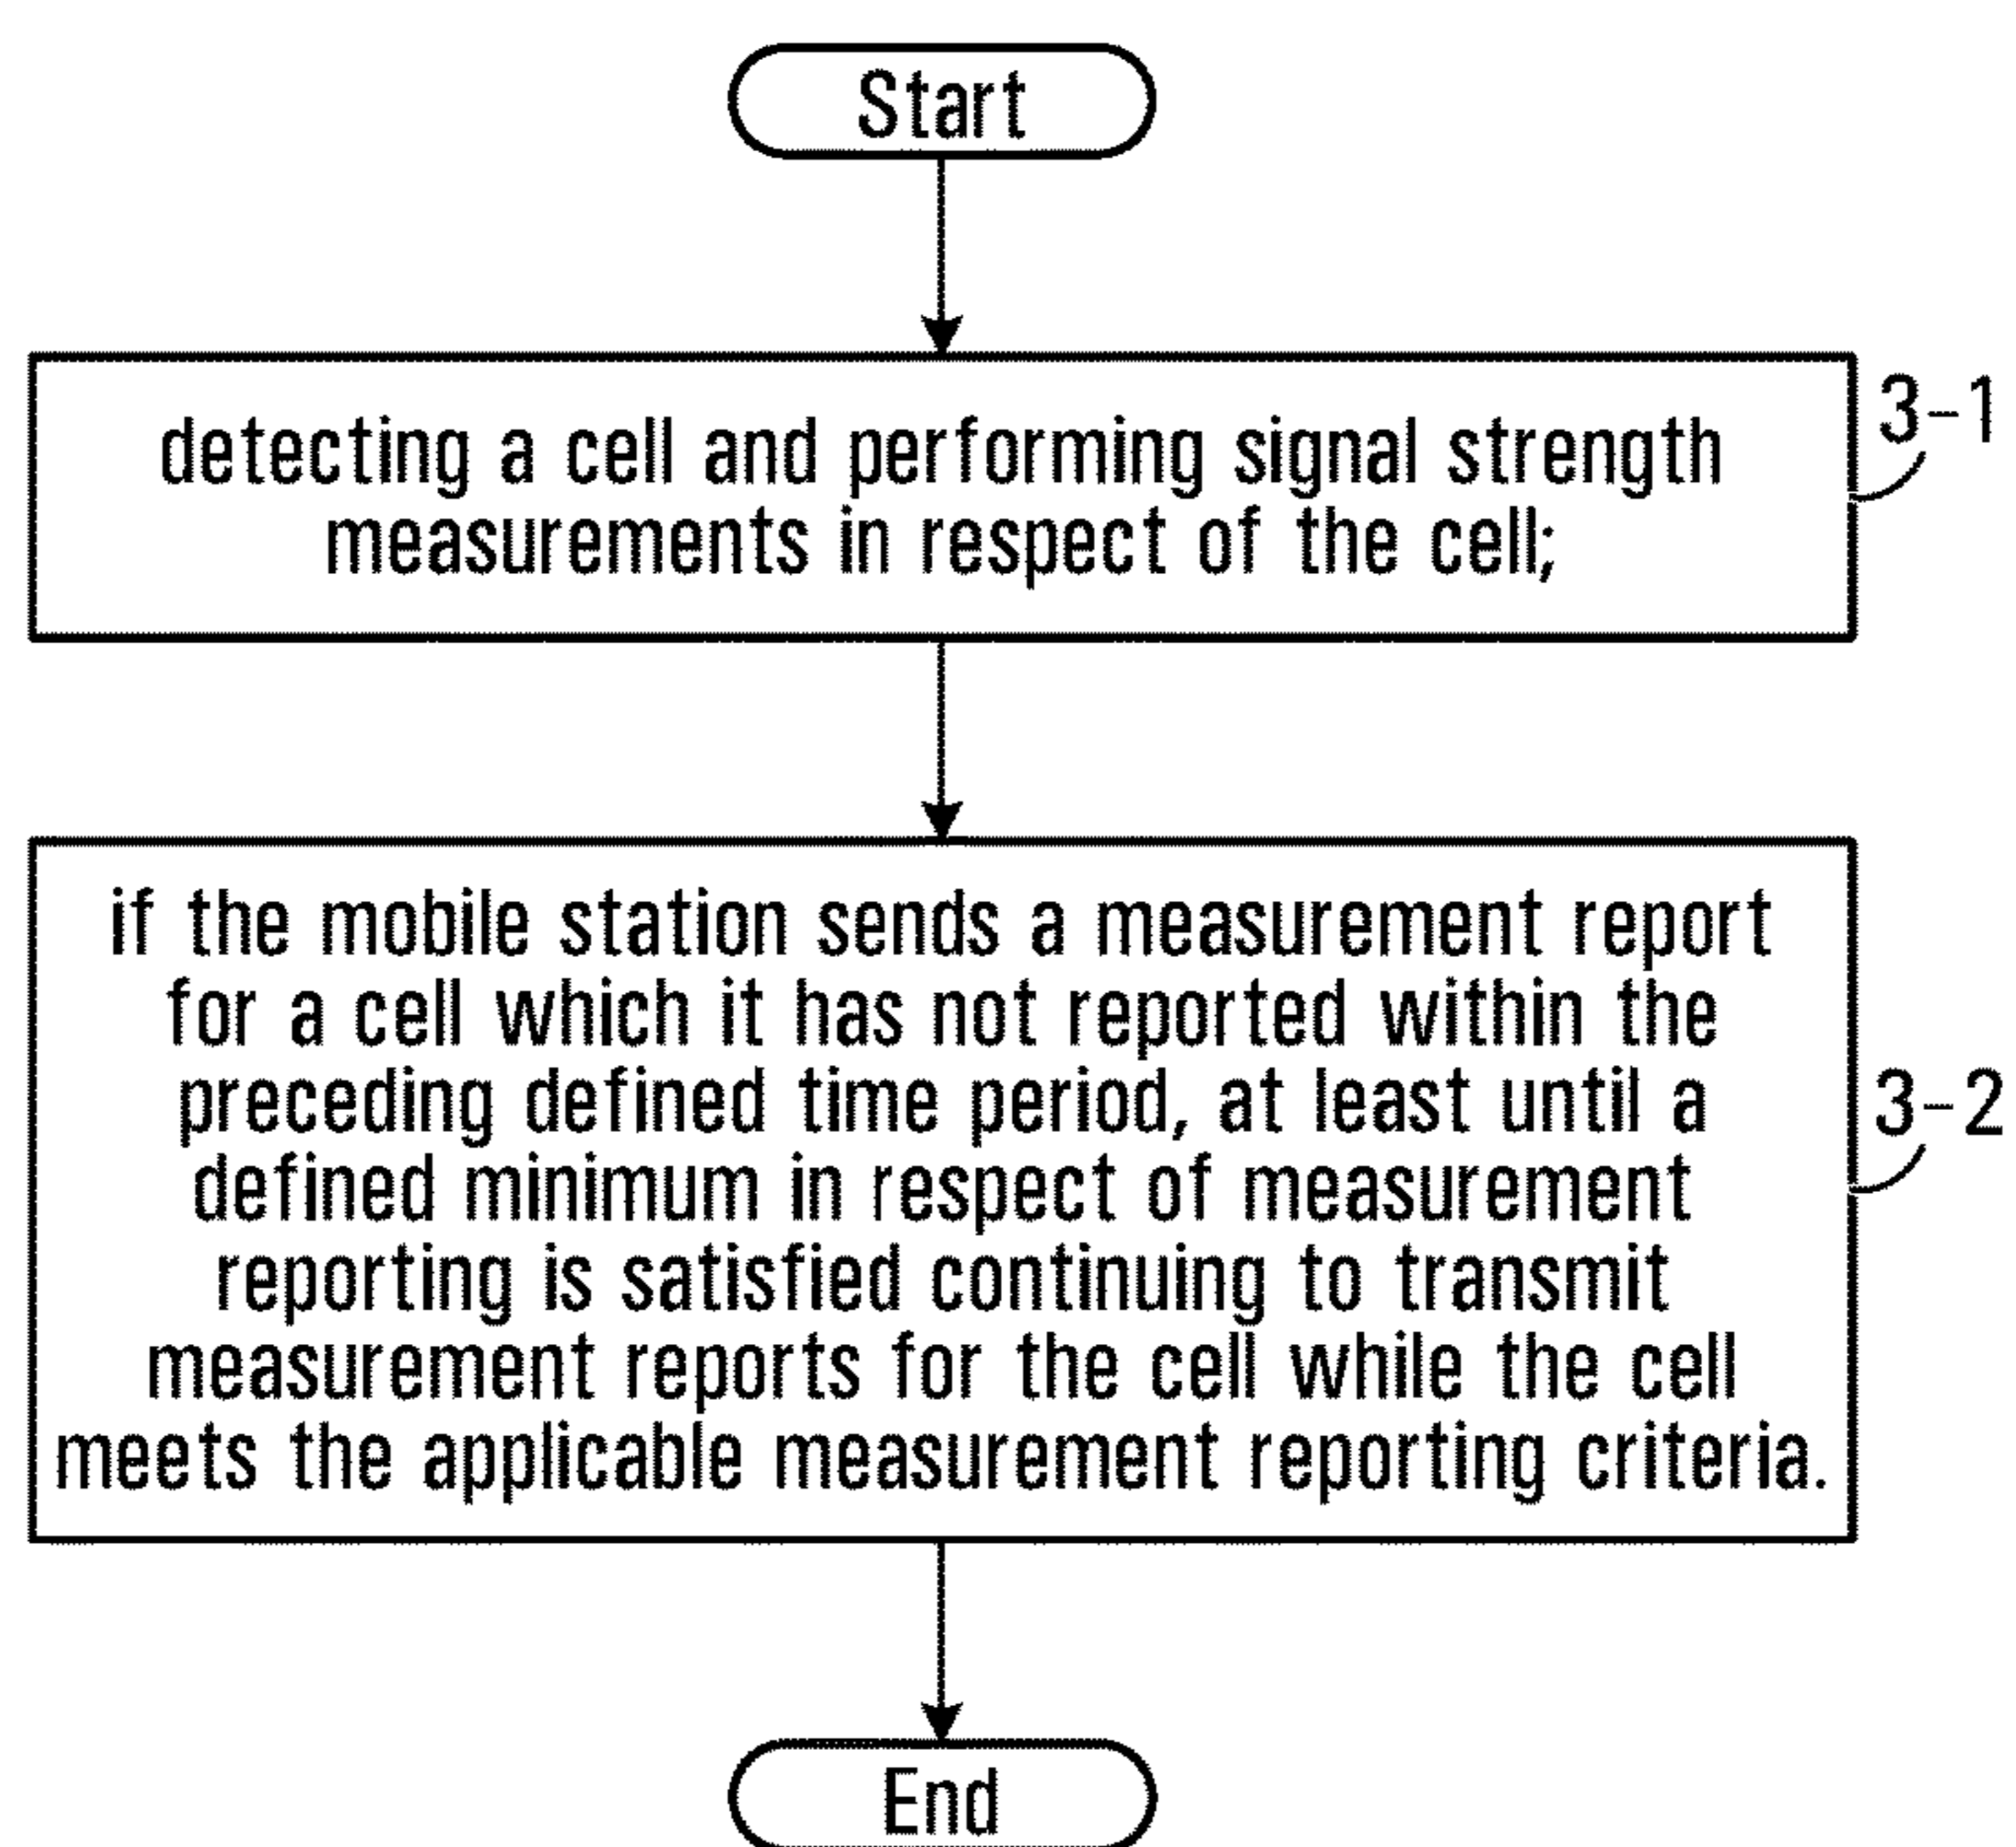 Start
detecting a cell and performing signal strength
measurements in respect of the cell;
3-1
if the mobile station sends a measurement report
for a cell which it has not reported within the
preceding defined time period, at least until a
defined minimum in respect of measurement
reporting is satisfied continuing to transmit
measurement reports for the cell while the cell
meets the applicable measurement reporting criteria.
3-2
End